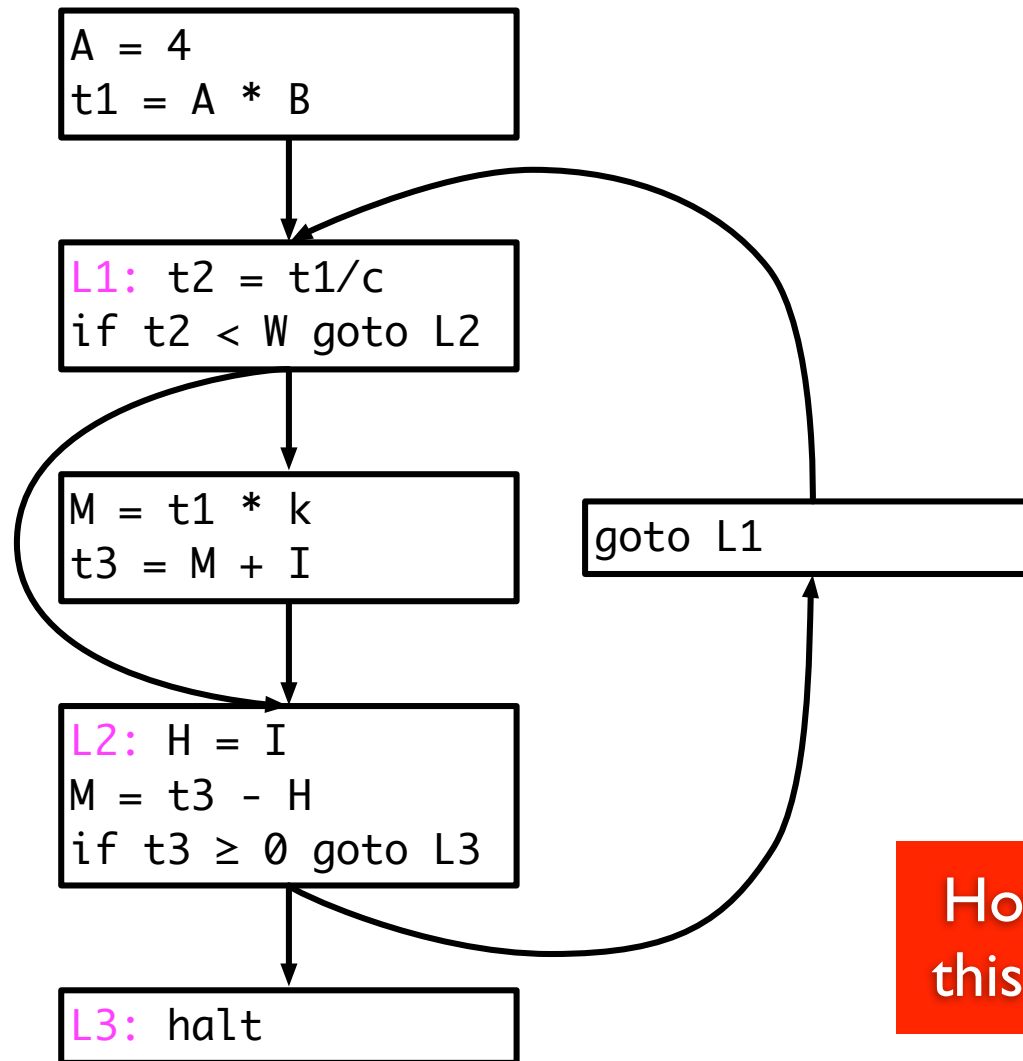 A = 4
t1 = A * B
L1: t2 = t1/c
if t2 < W goto L2
M = t1 * k
t3 = M + I
goto L1
L2: H = I
M = t3 - H
if t3 ≥ 0 goto L3
L3: halt
this